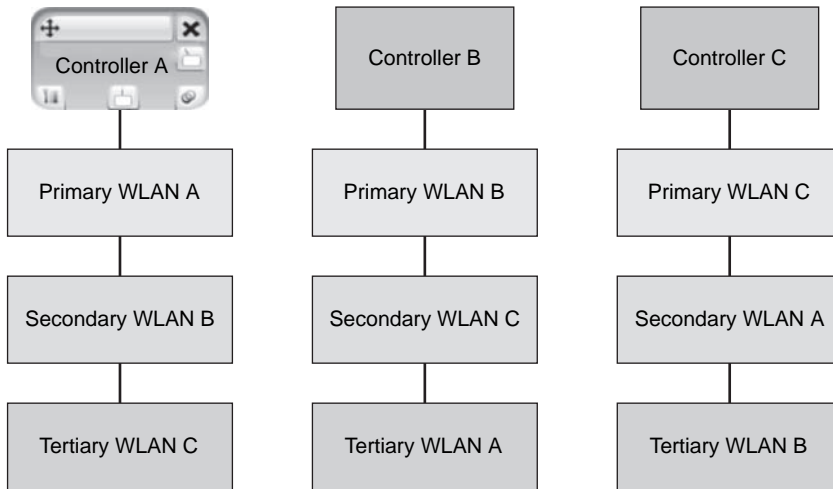 Controller A
Controller B
Controller C
Primary WLAN A
Primary WLAN B
Primary WLAN C
Secondary WLAN B
Secondary WLAN C
Secondary WLAN A
Tertiary WLAN C
Tertiary WLAN A
Tertiary WLAN B